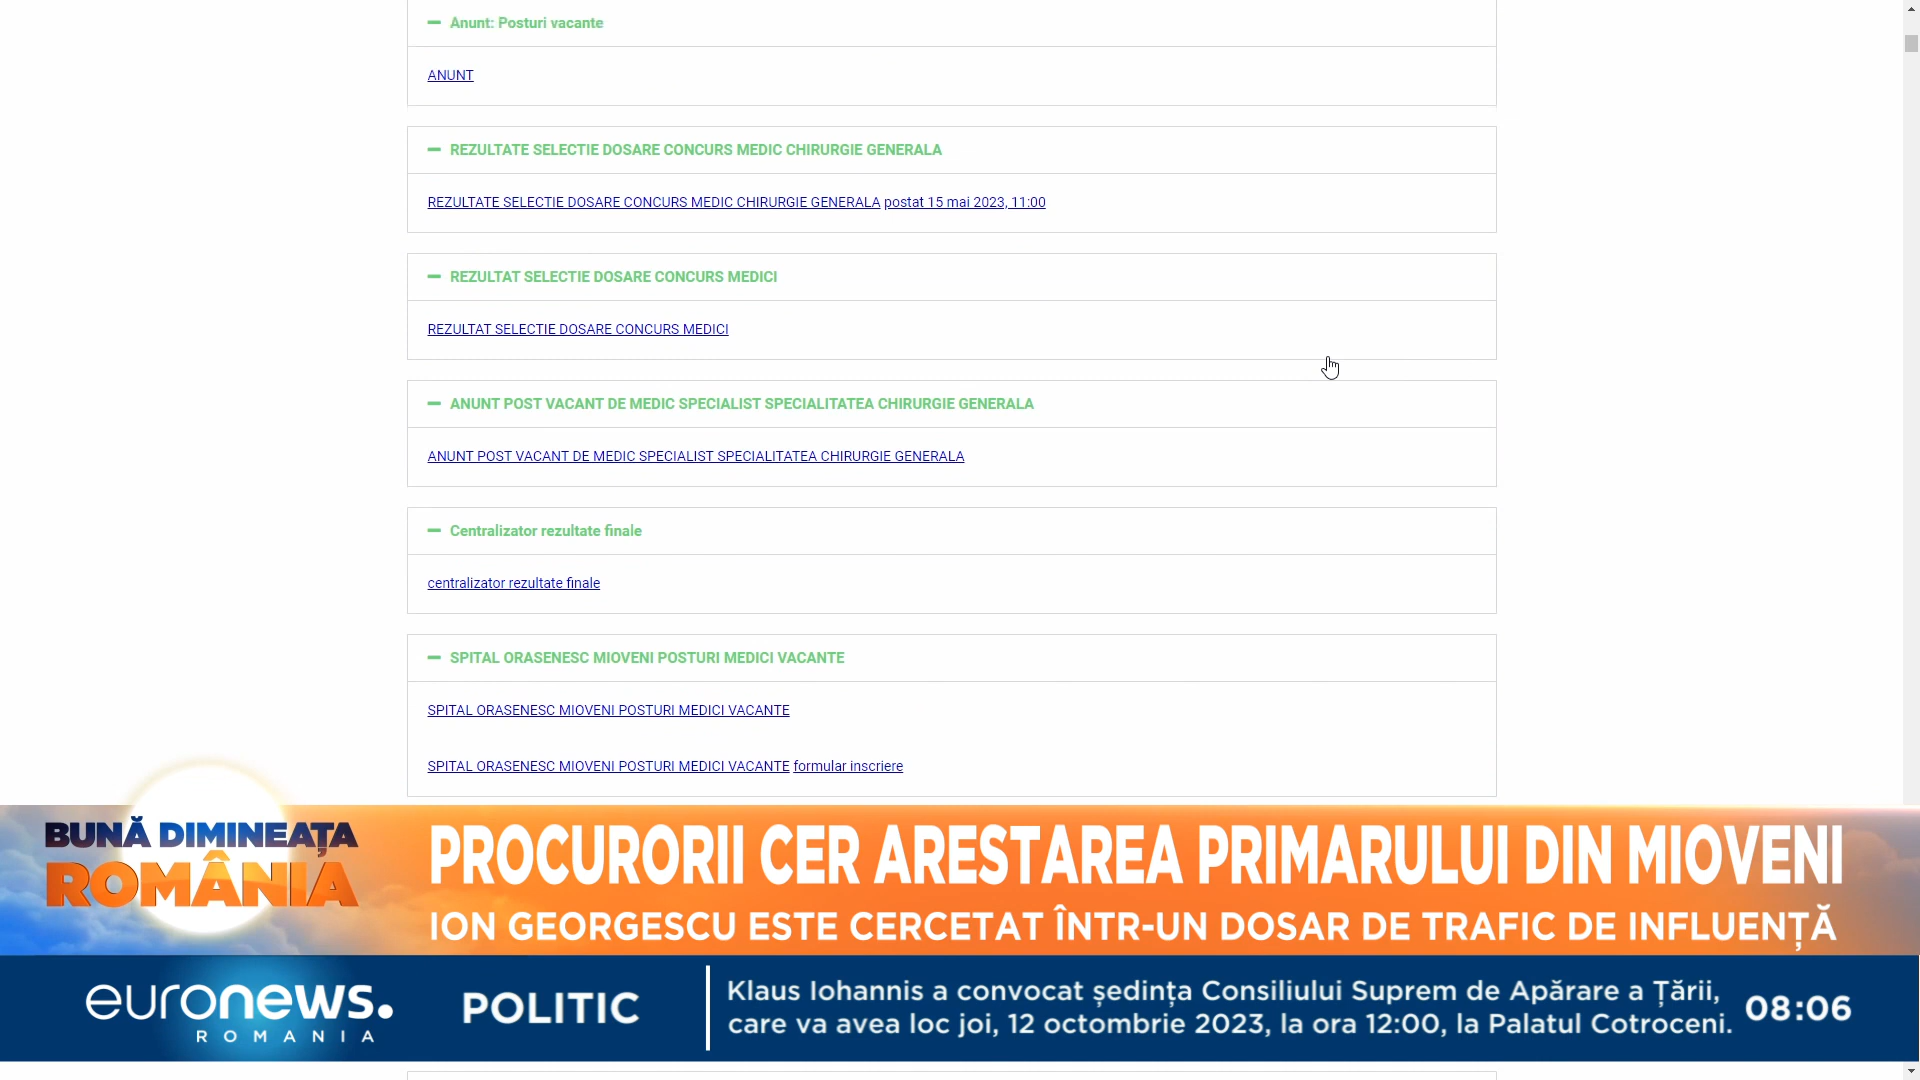 Anunt: Posturi vacante
ANUNT
REZULTATE SELECTIE DOSARE CONCURS MEDIC CHIRURGIE GENERALA
REZULTATE SELECTIE DOSARE CONCURS MEDIC CHIRURGIE GENERALA postat 15 mai 2023, 11:00
REZULTAT SELECTIE DOSARE CONCURS MEDICI
REZULTAT SELECTIE DOSARE CONCURS MEDICI
ANUNT POST VACANT DE MEDIC SPECIALIST SPECIALITATEA CHIRURGIE GENERALA
ANUNT POST VACANT DE MEDIC SPECIALIST SPECIALITATEA CHIRURGIE GENERALA
Centralizator rezultate finale
centralizator rezultate finale
SPITAL ORASENESC MIOVENI POSTURI MEDICI VACANTE
SPITAL ORASENESC MIOVENI POSTURI MEDICI VACANTE
SPITAL ORASENESC MIOVENI POSTURI MEDICI VACANTE formular inscriere
BUNĂ DIMINEAȚA
ROMÂNIA
PROCURORII CER ARESTAREA PRIMARULUI DIN MIOVENI
ION GEORGESCU ESTE CERCETAT ÎNTR-UN DOSAR DE TRAFIC DE INFLUENȚĂ
euronews.
ROMANIA
POLITIC
Klaus Iohannis a convocat ședința Consiliului Suprem de Apărare a Țării,
care va avea loc joi, 12 octombrie 2023, la ora 12:00, la Palatul Cotroceni.
08:06